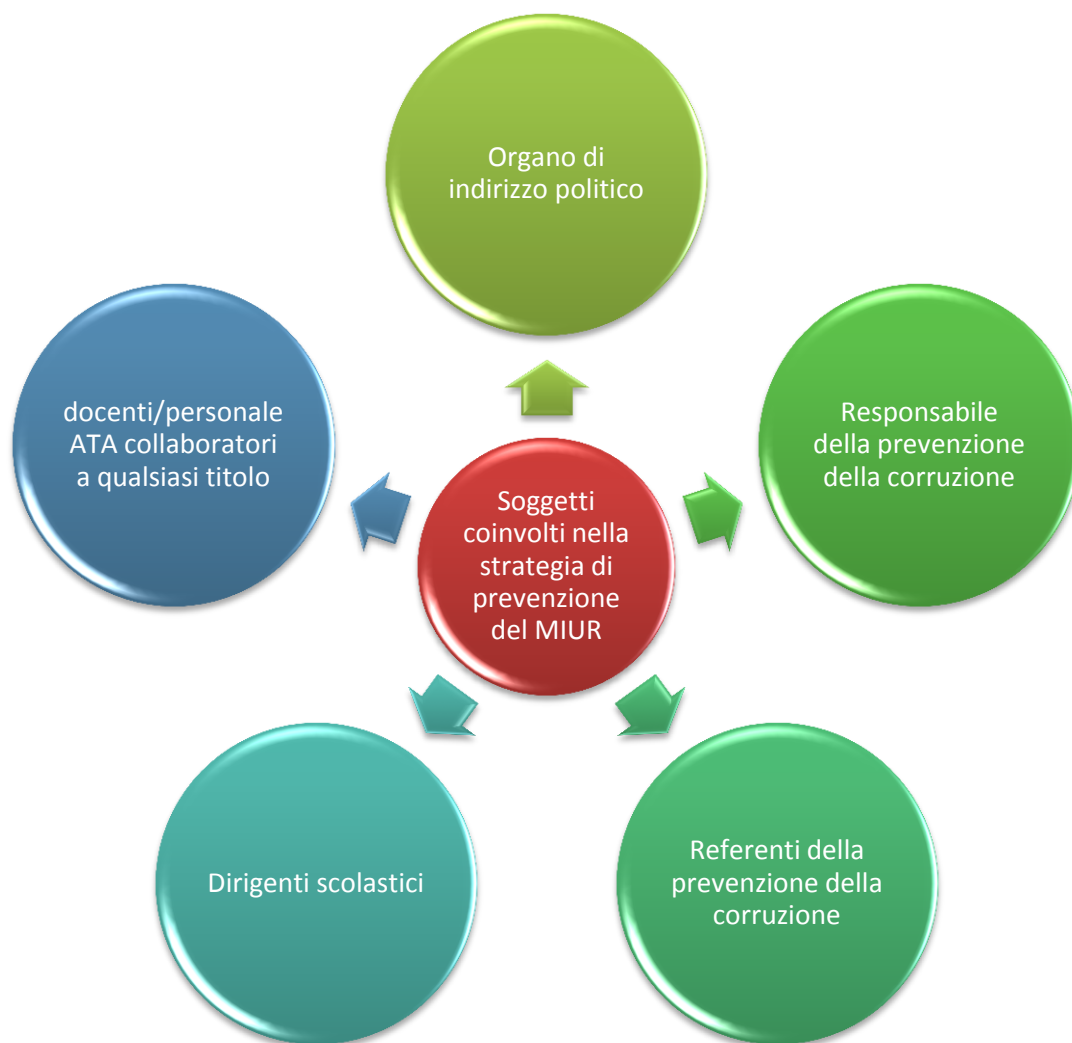 Organo di
indirizzo politico
docenti/personale
ATA collaboratori
a qualsiasi titolo
Responsabile
della prevenzione
della corruzione
Soggetti
coinvolti nella
strategia di
prevenzione
del MIUR
Dirigenti scolastici
Referenti della
prevenzione della
corruzione